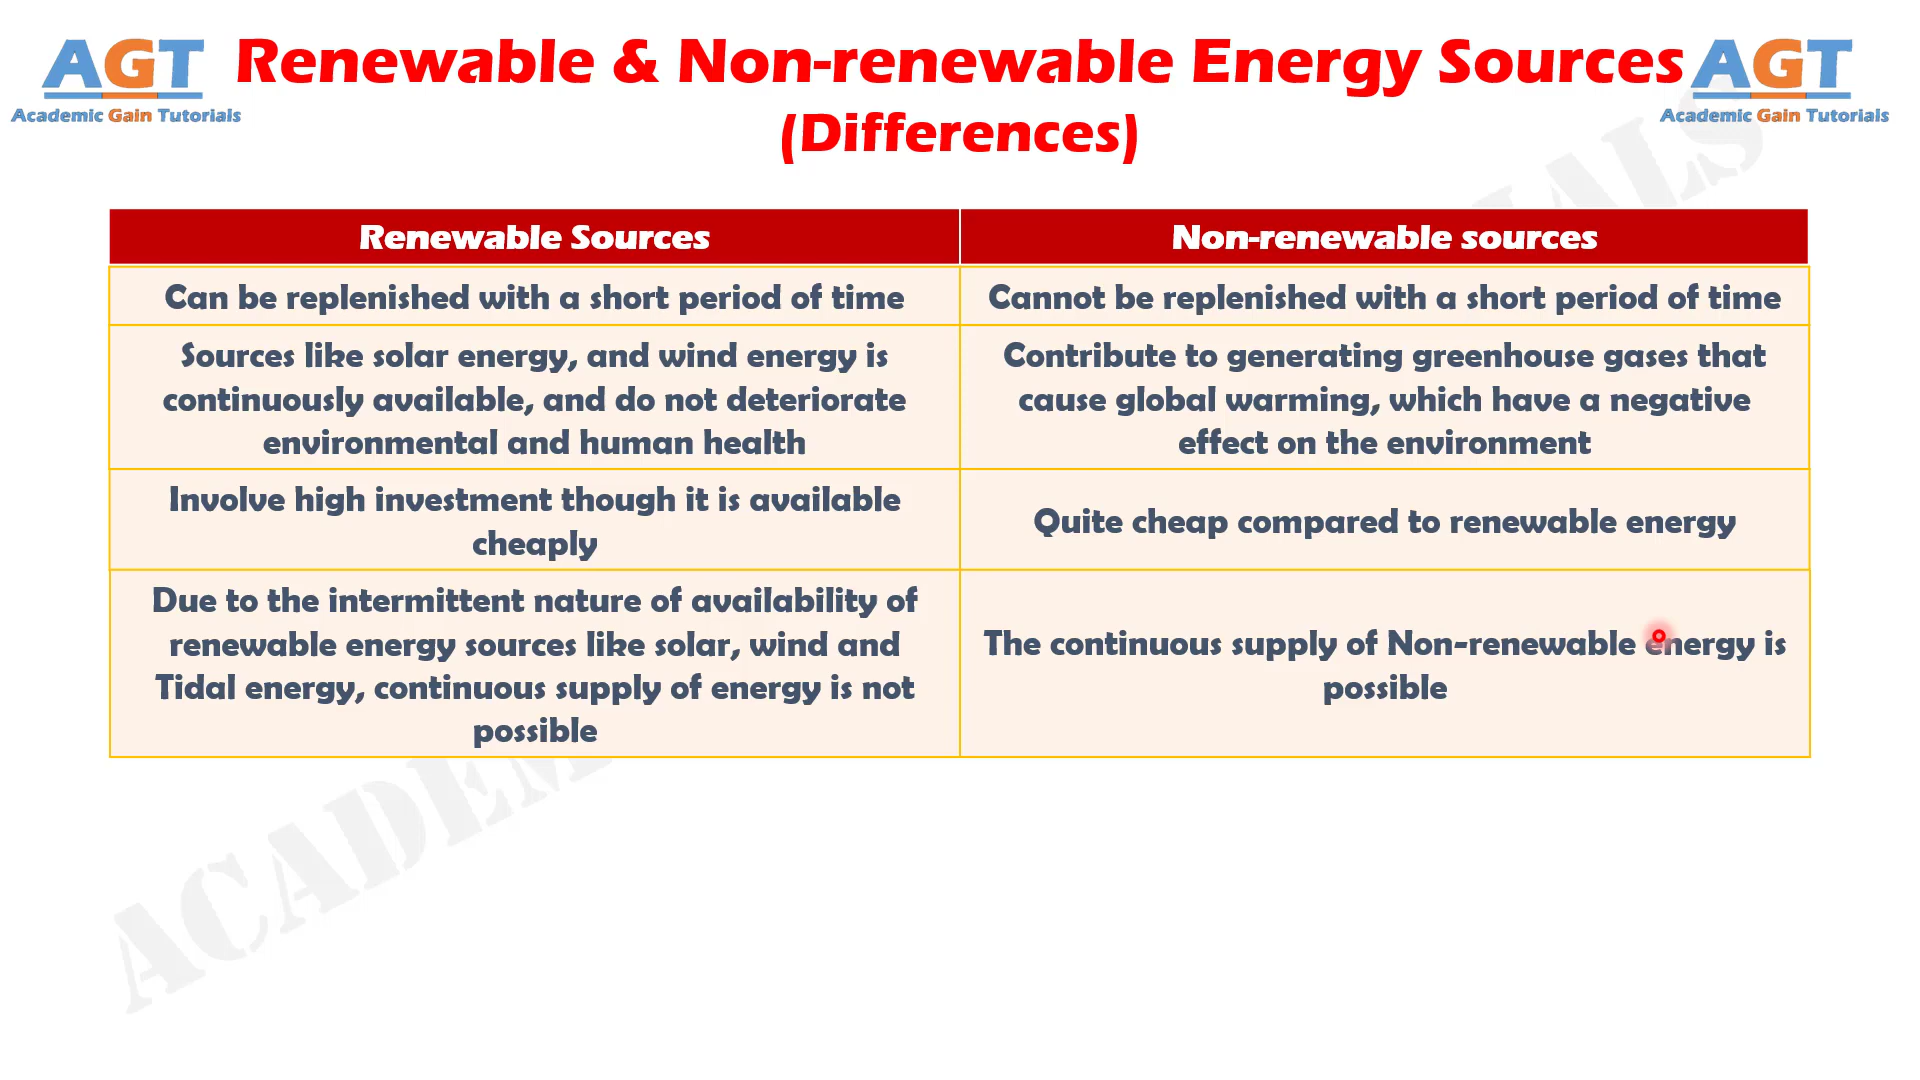 AGT
Academic Gain Tutorials
Renewable & Non-renewable Energy Sources
(Differences)
AGT
Academic Gain Tutorials
Renewable Sources
Non-renewable sources
Can be replenished with a short period of time
Cannot be replenished with a short period of time
Sources like solar energy, and wind energy is
continuously available, and do not deteriorate
environmental and human health
Contribute to generating greenhouse gases that
cause global warming, which have a negative
effect on the environment
Involve high investment though it is available
cheaply
Quite cheap compared to renewable energy
Due to the intermittent nature of availability of
renewable energy sources like solar, wind and
Tidal energy, continuous supply of energy is not
possible
The continuous supply of Non-renewable energy is
possible